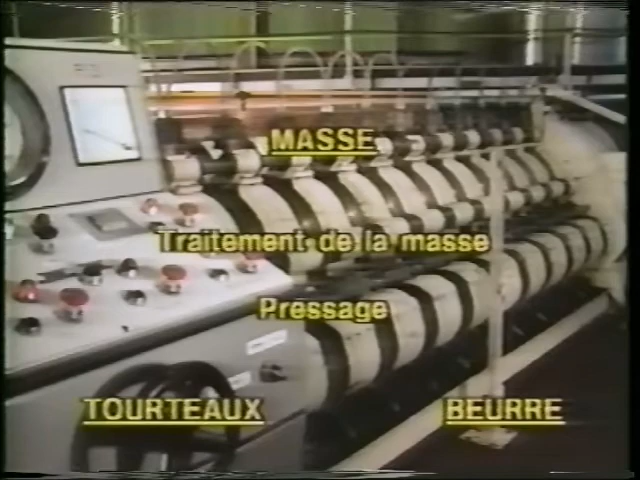 MASSE
Traitement de la masse
Pressage
TOURTEAUX
BEURRE